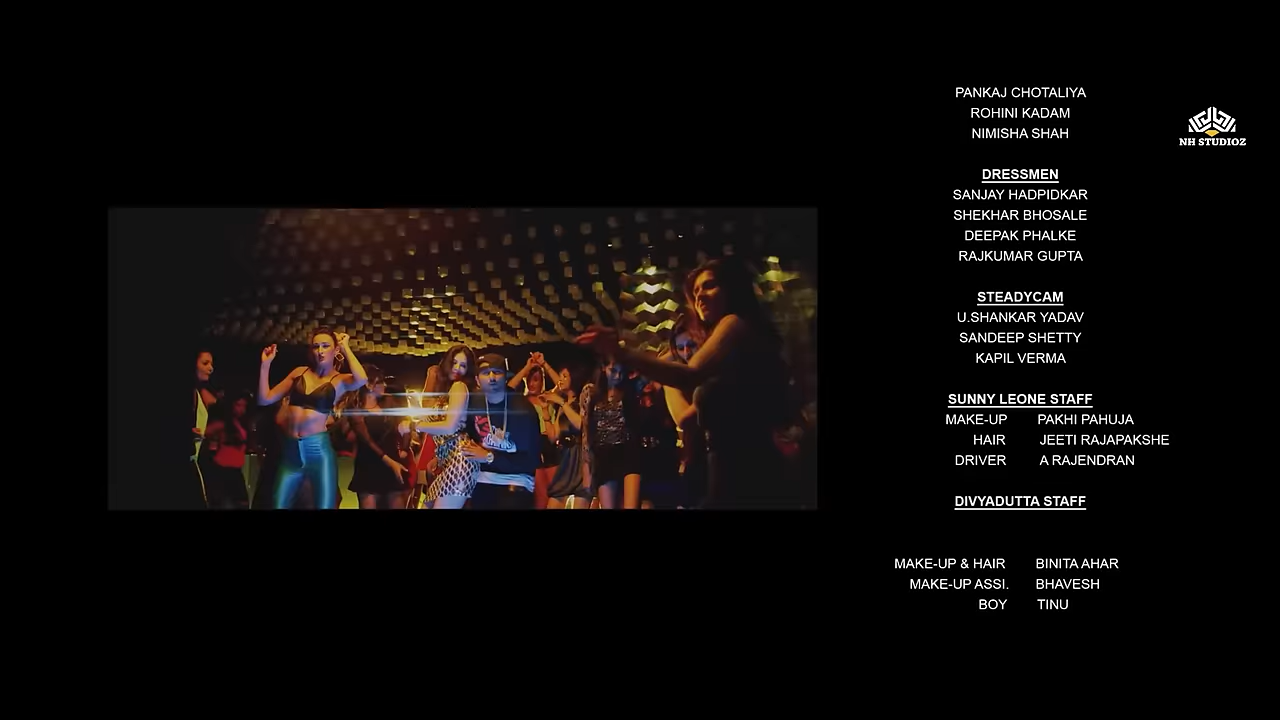 PANKAJ CHOTALIYA
ROHINI KADAM
NIMISHA SHAH
NH STUDIOZ
DRESSMEN
SANJAY HADPIDKAR
SHEKHAR BHOSALE
DEEPAK PHALKE
RAJKUMAR GUPTA
STEADYCAM
U.SHANKAR YADAV
SANDEEP SHETTY
KAPIL VERMA
SUNNY LEONE STAFF
MAKE-UP PAKHI PAHUJA
HAIR JEETI RAJAPAKSHE
DRIVER A RAJENDRAN
DIVYADUTTA STAFF
MAKE-UP & HAIR BINITA AHAR
MAKE-UP ASSI. BHAVESH
BOY TINU